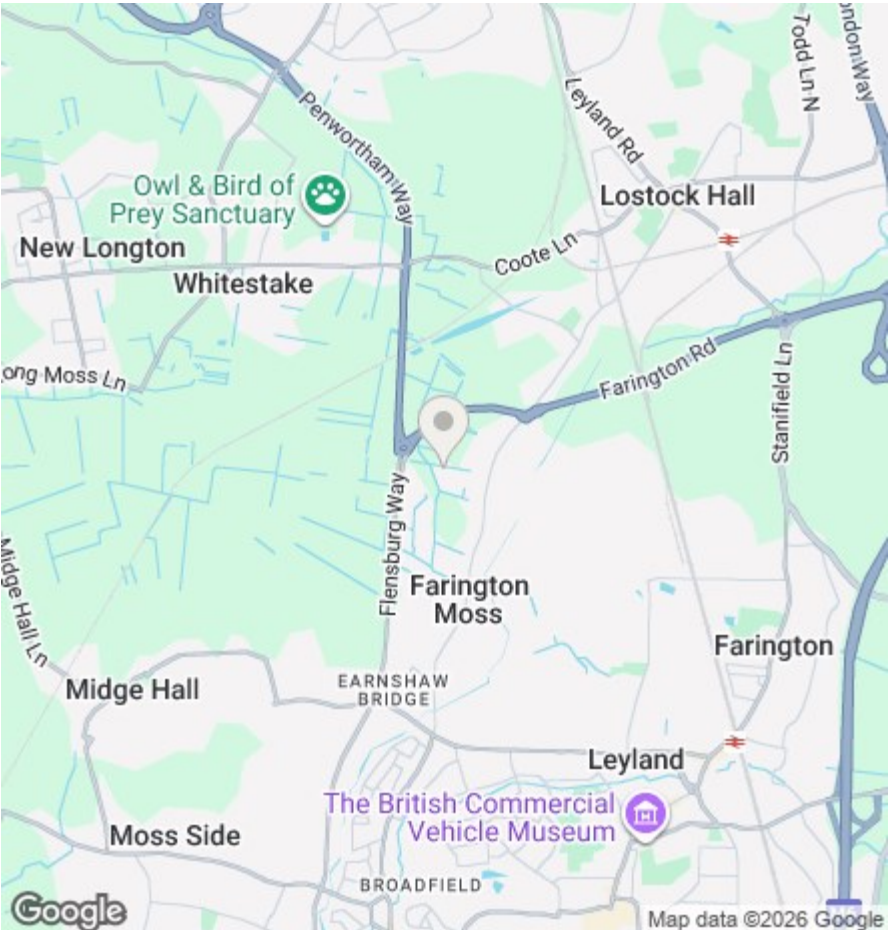 Todd Ln N
ondon Way
Leyland Rd
Penwortham Way
Owl & Bird of
Prey Sanctuary
Lostock Hall
New Longton
Coote Ln
Whitestake
ong Moss Ln
Farington Rd
Stanifield Ln
Flensburg Way
Midge Hall Ln
Farington
Moss
Farington
EARNSHAW
BRIDGE
Midge Hall
Leyland
The British Commercial
Vehicle Museum
Moss Side
BROADFIELD
Google
Map data ©2026 Google